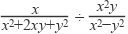 x/(x²+2xy+y²) ÷ x²y/(x²−y²)